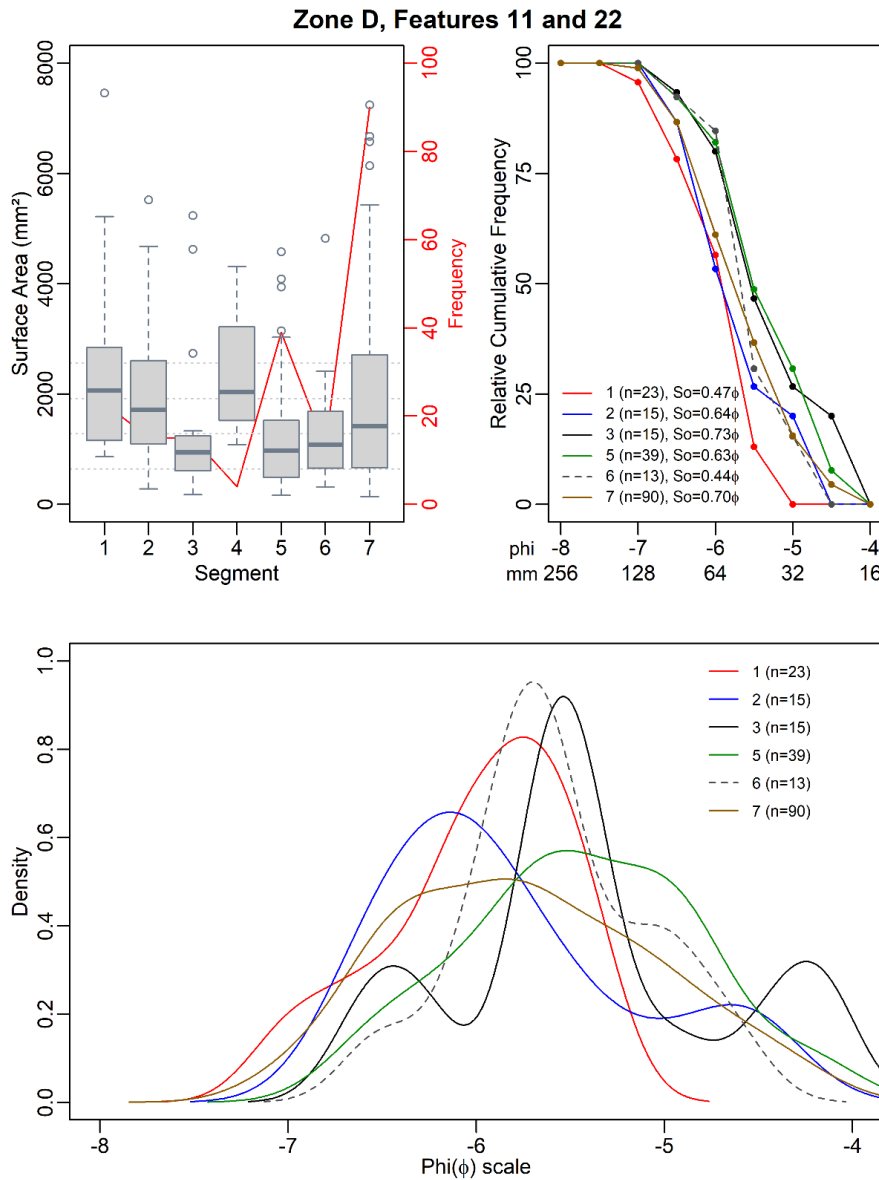 Zone D, Features 11 and 22
Surface Area (mm²)
8000
6000
4000
2000
0
100
80
60
40
20
0
Frequency
1 2 3 4 5 6 7
Segment
Relative Cumulative Frequency
100
75
50
25
0
1 (n=23), So=0.47ϕ
2 (n=15), So=0.64ϕ
3 (n=15), So=0.73ϕ
5 (n=39), So=0.63ϕ
6 (n=13), So=0.44ϕ
7 (n=90), So=0.70ϕ
phi -8 -7 -6 -5 -4
mm 256 128 64 32 16
Density
1.0
0.8
0.6
0.4
0.2
0.0
1 (n=23)
2 (n=15)
3 (n=15)
5 (n=39)
6 (n=13)
7 (n=90)
-8 -7 -6 -5 -4
Phi(ϕ) scale